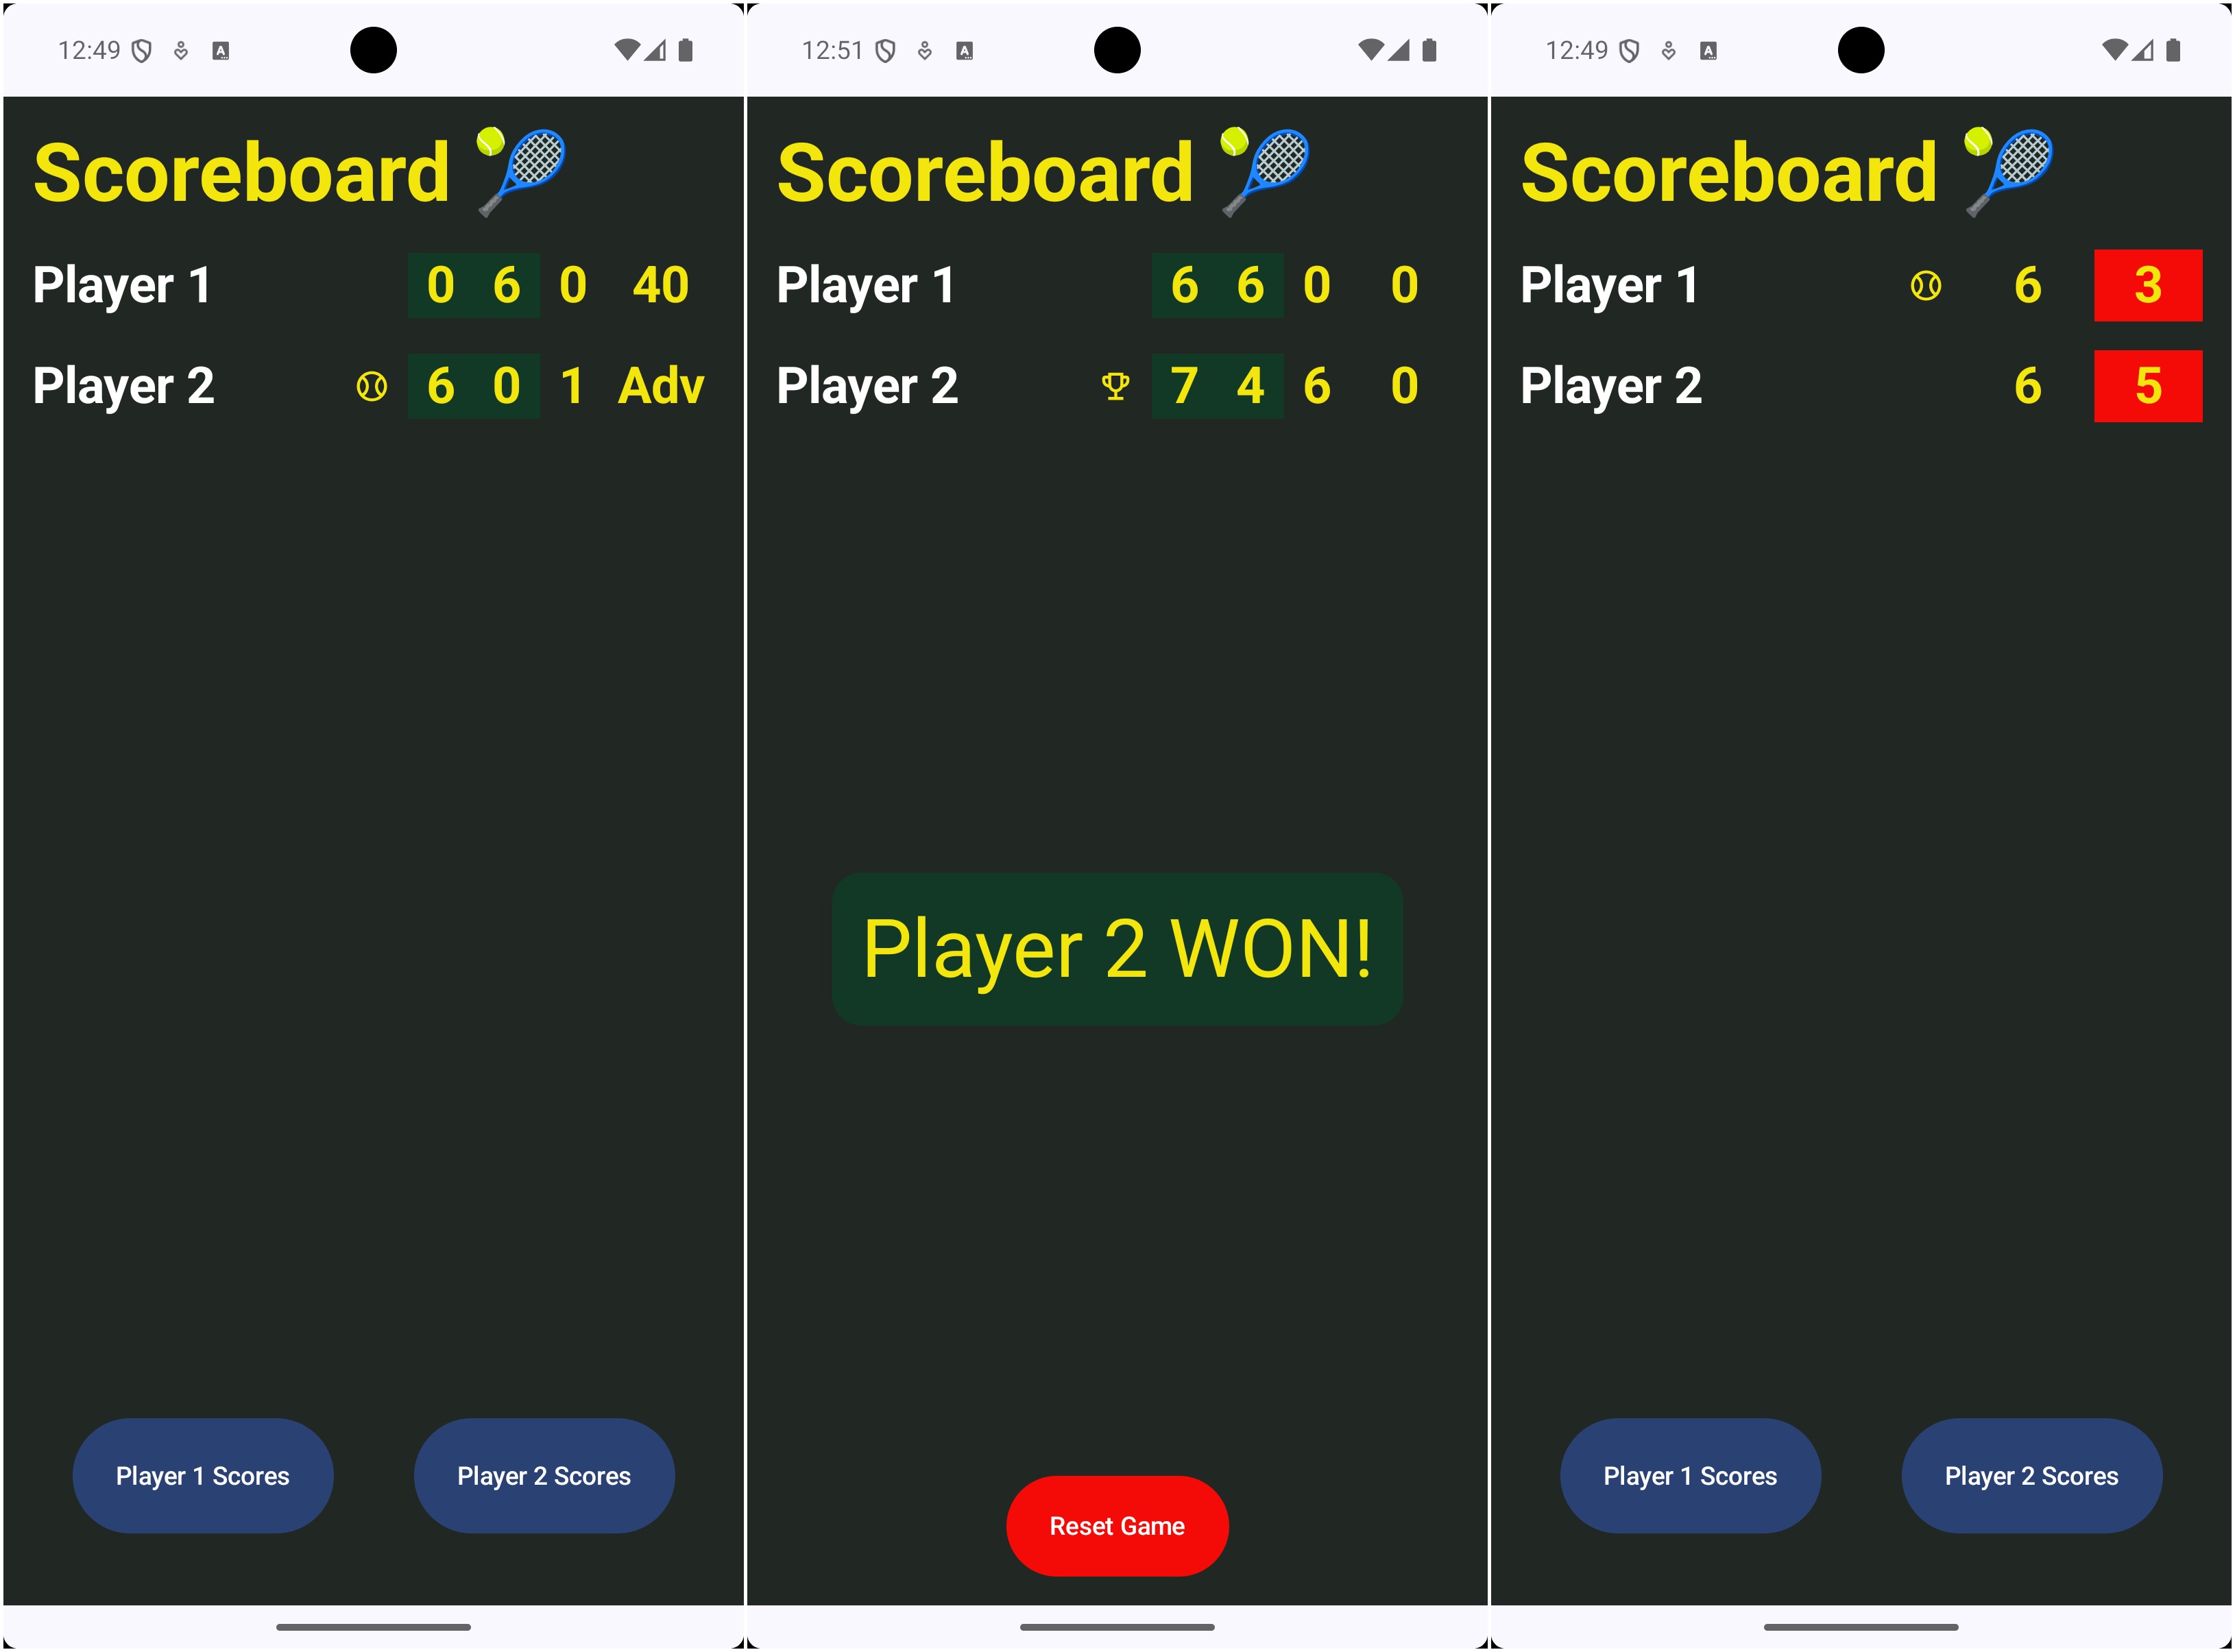 12:49
Scoreboard
Player 1 0 6 0 40
Player 2 6 0 1 Adv
Player 1 Scores Player 2 Scores
12:51
Scoreboard
Player 1 6 6 0 0
Player 2 7 4 6 0
Player 2 WON!
Reset Game
12:49
Scoreboard
Player 1 6 3
Player 2 6 5
Player 1 Scores Player 2 Scores